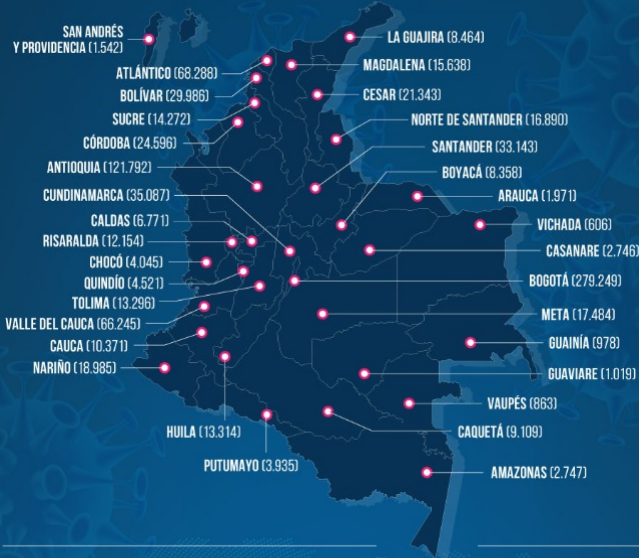 SAN ANDRÉS
Y PROVIDENCIA (1.542)
ATLÁNTICO (68.288)
BOLÍVAR (29.986)
SUCRE (14.272)
CÓRDOBA (24.596)
ANTIOQUIA (121.792)
CUNDINAMARCA (35.087)
CALDAS (6.771)
RISARALDA (12.154)
CHOCÓ (4.045)
QUINDÍO (4.521)
TOLIMA (13.296)
VALLE DEL CAUCA (66.245)
CAUCA (10.371)
NARIÑO (18.985)
HUILA (13.314)
PUTUMAYO (3.935)
LA GUAJIRA (8.464)
MAGDALENA (15.638)
CESAR (21.343)
NORTE DE SANTANDER (16.890)
SANTANDER (33.143)
BOYACÁ (8.358)
ARAUCA (1.971)
VICHADA (606)
CASANARE (2.746)
BOGOTÁ (279.249)
META (17.484)
GUAINÍA (978)
GUAVIARE (1.019)
VAUPÉS (863)
CAQUETÁ (9.109)
AMAZONAS (2.747)